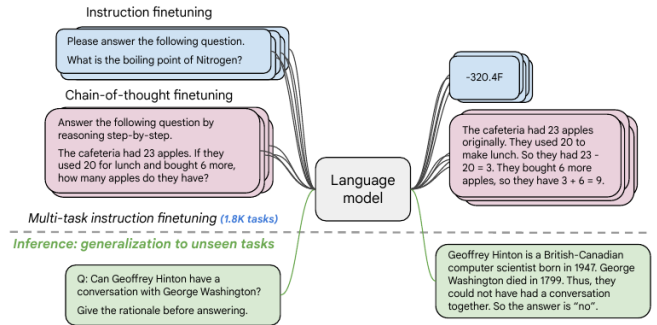 Instruction finetuning
Please answer the following question.
What is the boiling point of Nitrogen?
-320.4F
Chain-of-thought finetuning
Answer the following question by
reasoning step-by-step.
The cafeteria had 23 apples. If they
used 20 for lunch and bought 6 more,
how many apples do they have?
The cafeteria had 23 apples
originally. They used 20 to
make lunch. So they had 23 -
20 = 3. They bought 6 more
apples, so they have 3 + 6 = 9.
Language
model
Multi-task instruction finetuning (1.8K tasks)
Inference: generalization to unseen tasks
Q: Can Geoffrey Hinton have a
conversation with George Washington?
Give the rationale before answering.
Geoffrey Hinton is a British-Canadian
computer scientist born in 1947. George
Washington died in 1799. Thus, they
could not have had a conversation
together. So the answer is “no”.